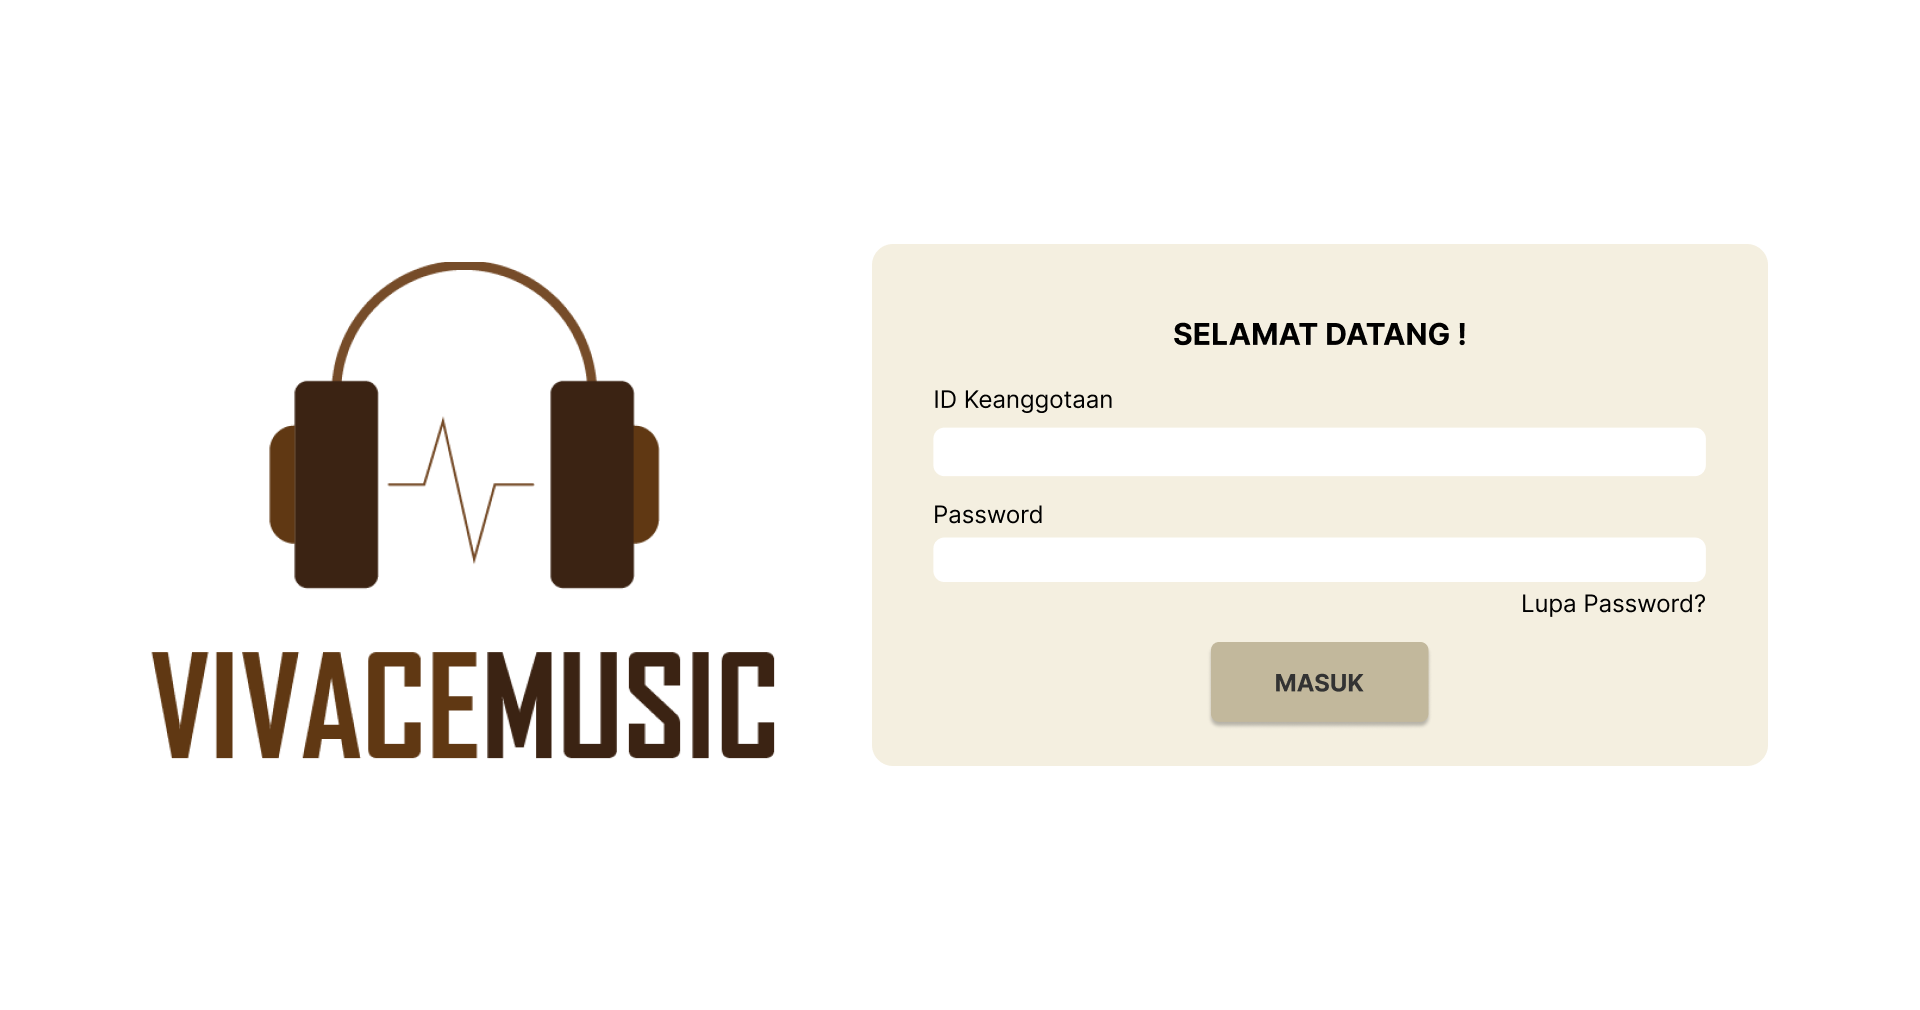 VIVACEMUSIC
SELAMAT DATANG !
ID Keanggotaan
Password
Lupa Password?
MASUK